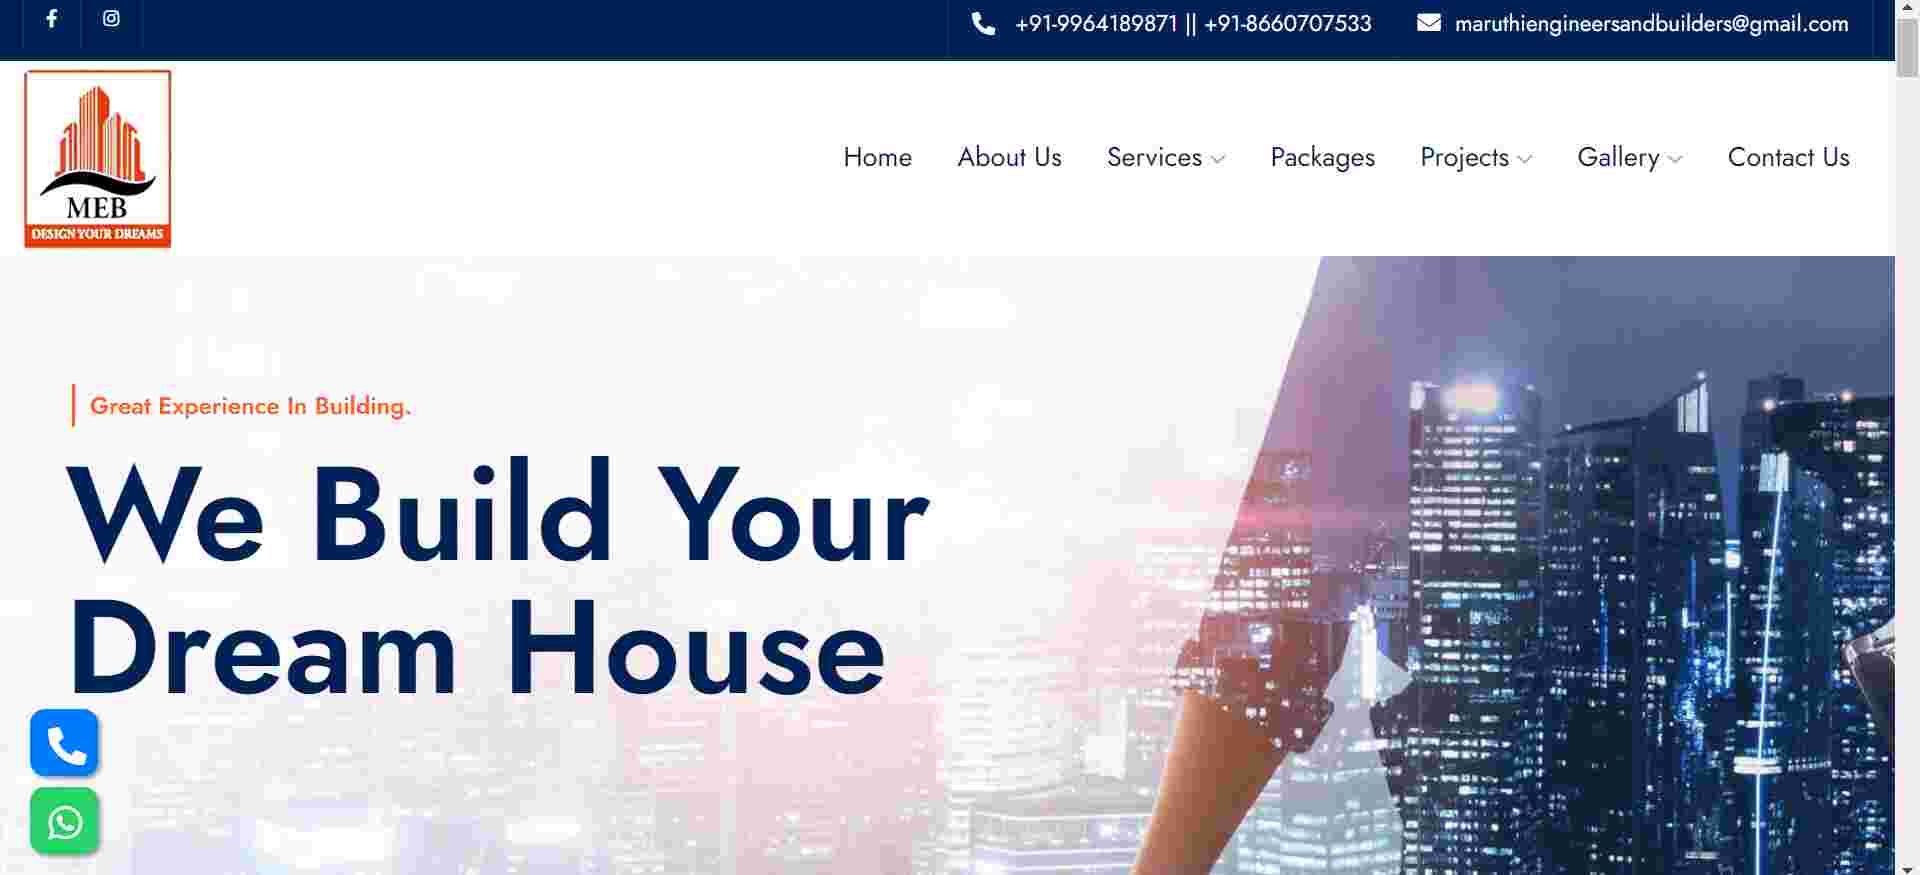 +91-9964189871 || +91-8660707533
maruthiengineersandbuilders@gmail.com
MEB
DESIGN YOUR DREAMS
Home
About Us
Services
Packages
Projects
Gallery
Contact Us
Great Experience In Building.
We Build Your
Dream House